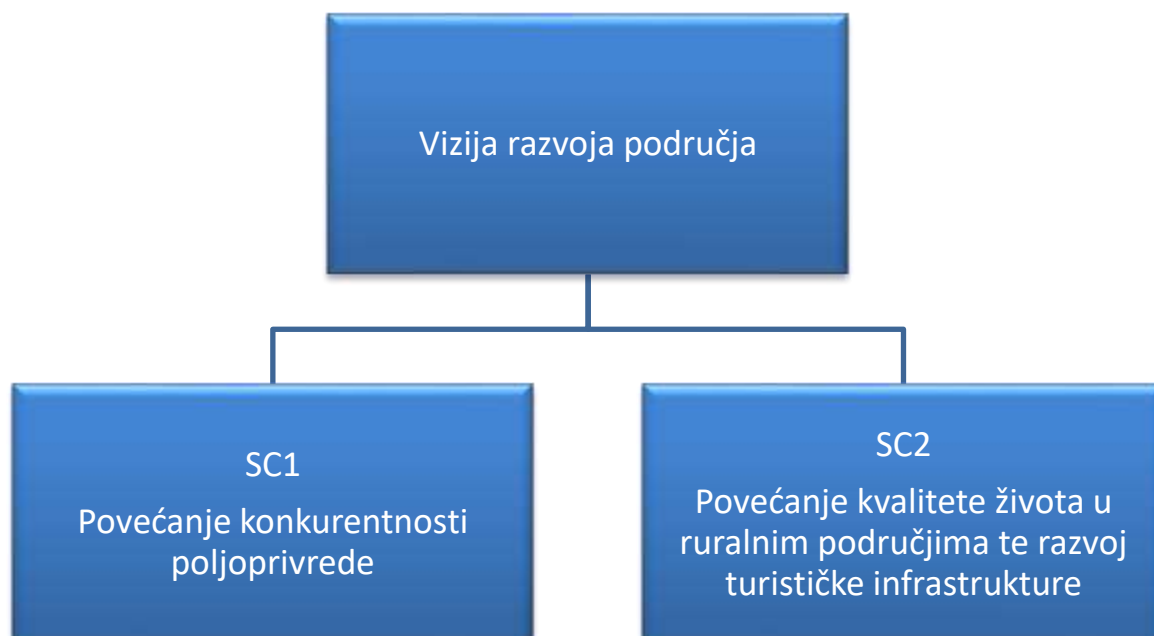 Vizija razvoja područja
SC1
Povećanje konkurentnosti
poljoprivrede
SC2
Povećanje kvalitete života u
ruralnim područjima te razvoj
turističke infrastrukture